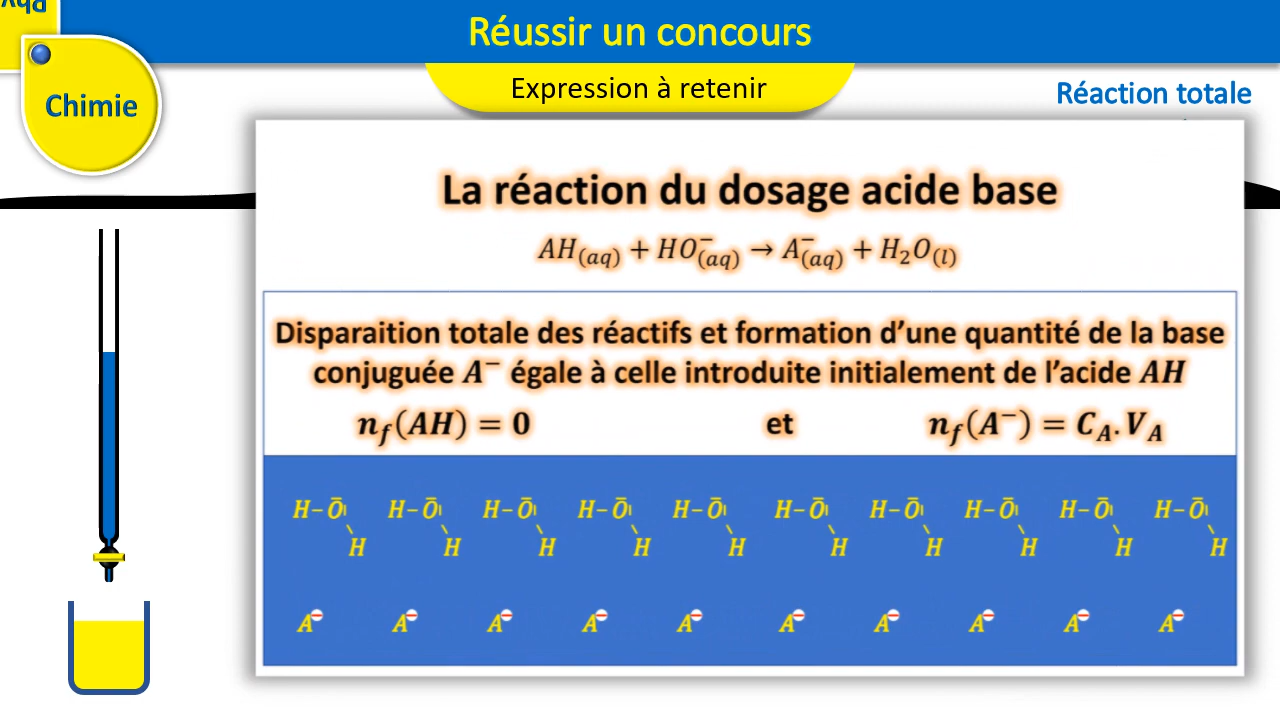 Phy
Réussir un concours
Chimie
Expression à retenir
Réaction totale
La réaction du dosage acide base
AH(aq) + HO⁻(aq) → A⁻(aq) + H₂O(l)
Disparaition totale des réactifs et formation d’une quantité de la base
conjuguée A⁻ égale à celle introduite initialement de l’acide AH
n_f(AH) = 0 et n_f(A⁻) = C_A.V_A
H–O H–O H–O H–O H–O H–O H–O H–O H–O H–O
H H H H H H H H H H
A⁻ A⁻ A⁻ A⁻ A⁻ A⁻ A⁻ A⁻ A⁻ A⁻